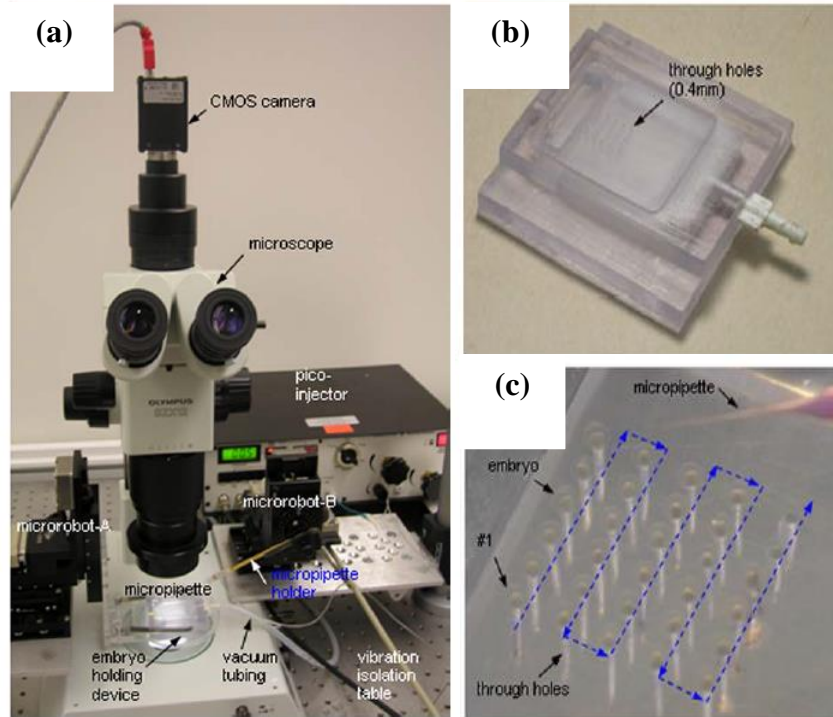 (a)
CMOS camera
microscope
pico-
injector
OLYMPUS
SZX12
microrobot-A
microrobot-B
micropipette
micropipette
holder
embryo
holding
device
vacuum
tubing
vibration
isolation
table
(b)
through holes
(0.4mm)
(c)
micropipette
embryo
#1
through holes